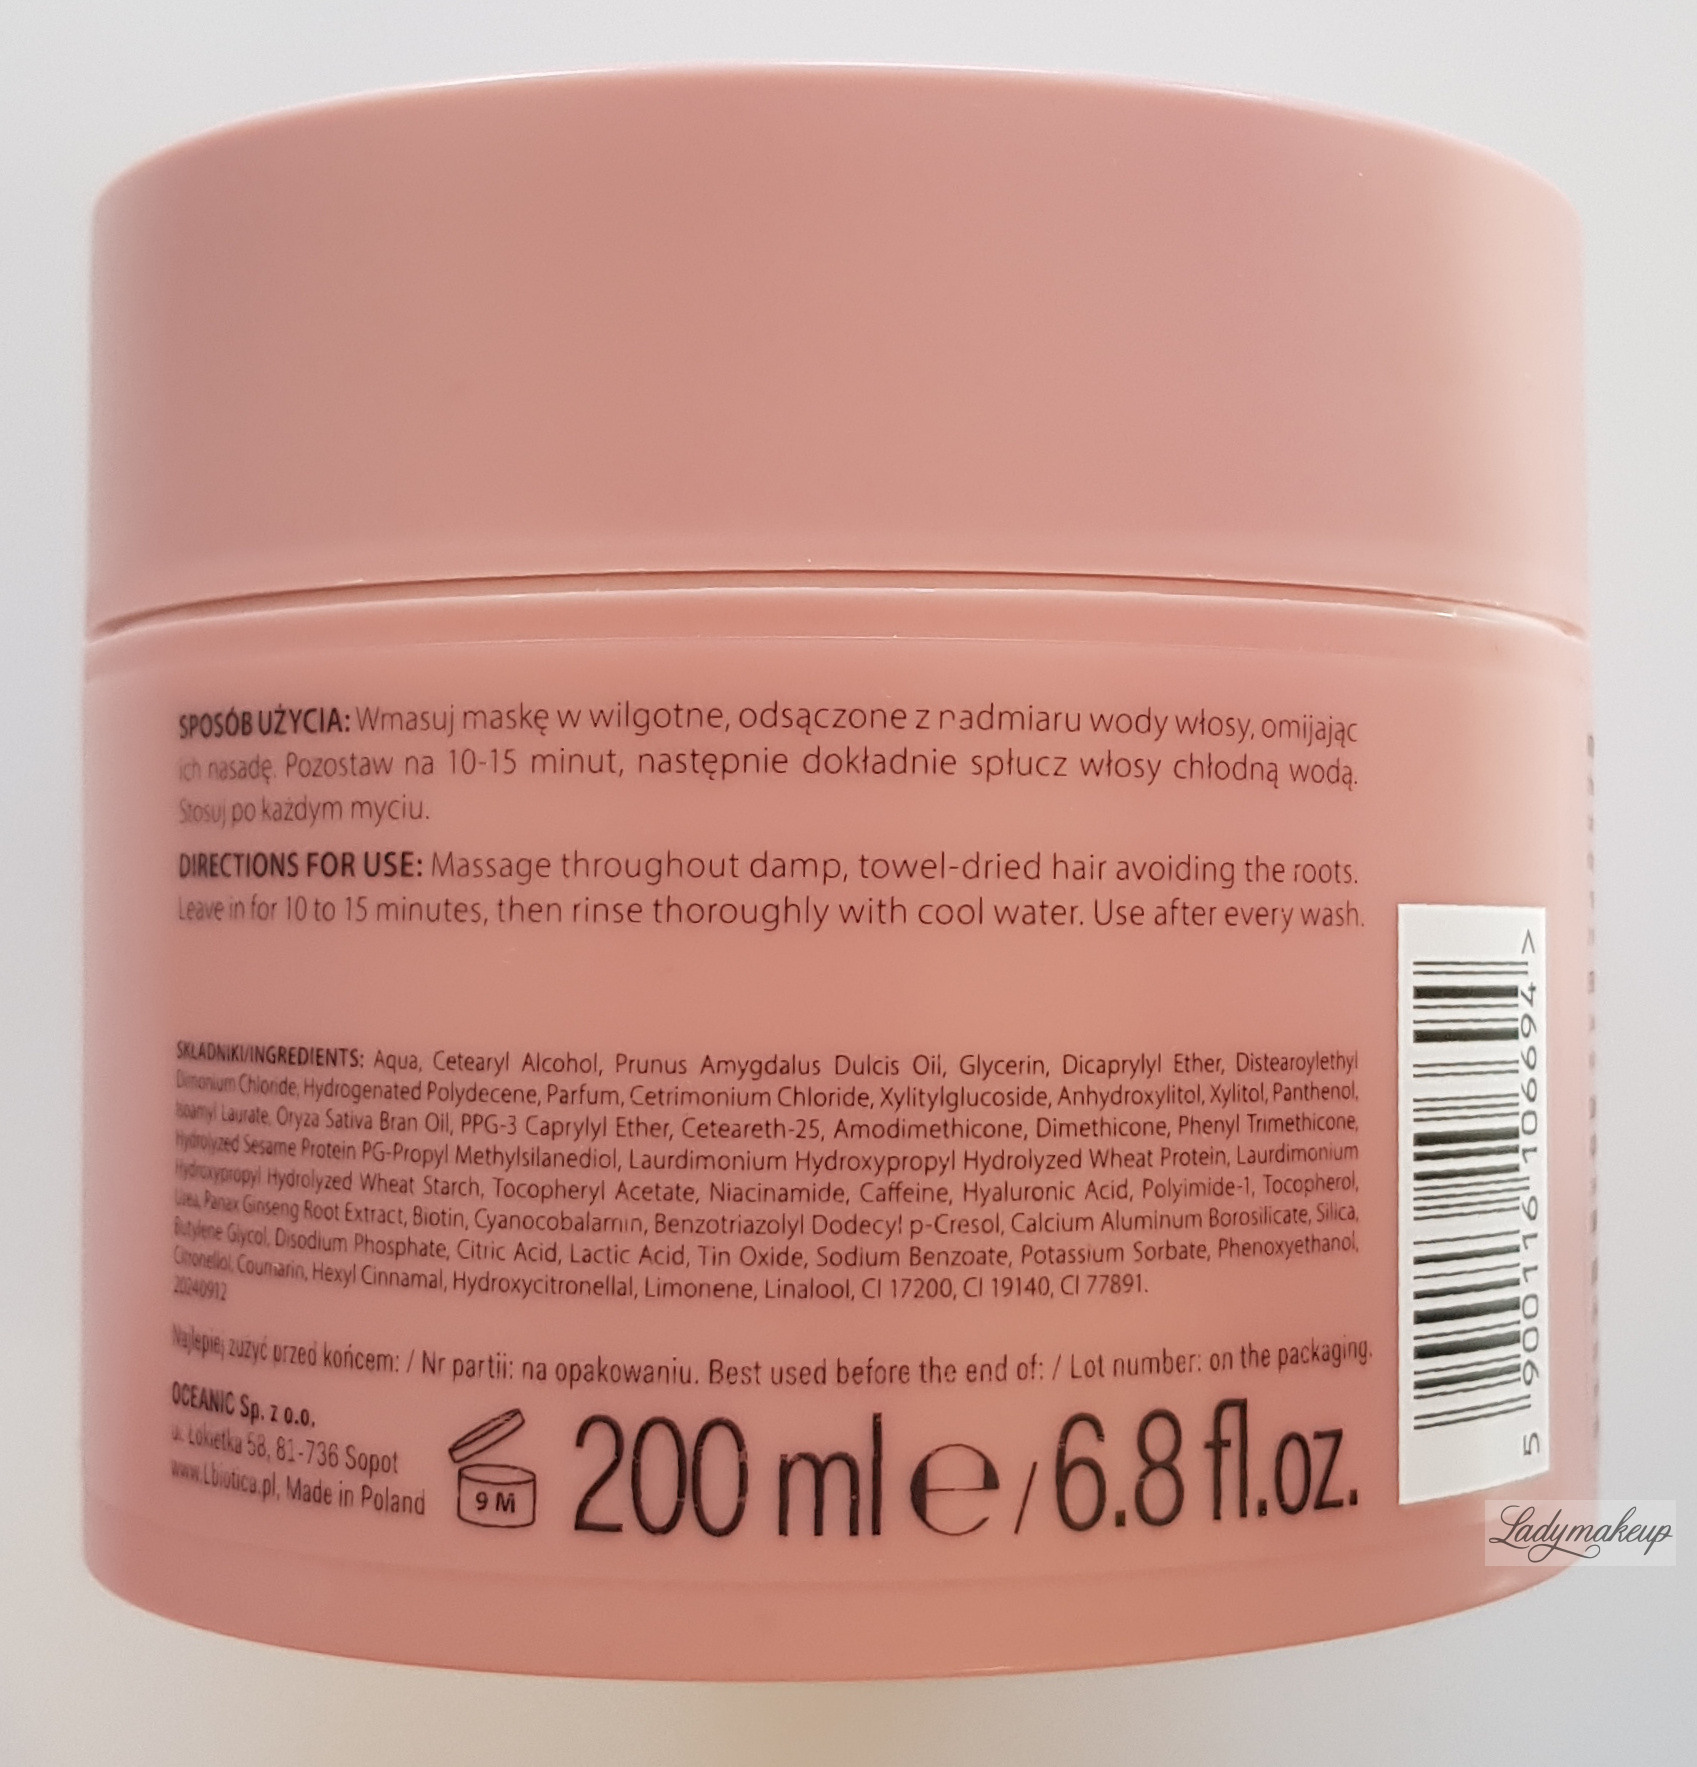 SPOSÓB UŻYCIA: Wmasuj maskę w wilgotne, odsączone z nadmiaru wody włosy, omijając
ich nasadę. Pozostaw na 10-15 minut, następnie dokładnie spłucz włosy chłodną wodą.
Stosuj po każdym myciu.
DIRECTIONS FOR USE: Massage throughout damp, towel-dried hair avoiding the roots.
Leave in for 10 to 15 minutes, then rinse thoroughly with cool water. Use after every wash.
SKŁADNIKI/INGREDIENTS: Aqua, Cetearyl Alcohol, Prunus Amygdalus Dulcis Oil, Glycerin, Dicaprylyl Ether, Distearoylethyl
Dimonium Chloride, Hydrogenated Polydecene, Parfum, Cetrimonium Chloride, Xylitylglucoside, Anhydroxylitol, Xylitol, Panthenol,
Isoamyl Laurate, Oryza Sativa Bran Oil, PPG-3 Caprylyl Ether, Ceteareth-25, Amodimethicone, Dimethicone, Phenyl Trimethicone,
Hydrolyzed Sesame Protein PG-Propyl Methylsilanediol, Laurdimonium Hydroxypropyl Hydrolyzed Wheat Protein, Laurdimonium
Hydroxypropyl Hydrolyzed Wheat Starch, Tocopheryl Acetate, Niacinamide, Caffeine, Hyaluronic Acid, Polyimide-1, Tocopherol,
Urea, Panax Ginseng Root Extract, Biotin, Cyanocobalamin, Benzotriazolyl Dodecyl p-Cresol, Calcium Aluminum Borosilicate, Silica,
Butylene Glycol, Disodium Phosphate, Citric Acid, Lactic Acid, Tin Oxide, Sodium Benzoate, Potassium Sorbate, Phenoxyethanol,
Citronellol, Coumarin, Hexyl Cinnamal, Hydroxycitronellal, Limonene, Linalool, CI 17200, CI 19140, CI 77891.
20240912
Najlepiej zużyć przed końcem: / Nr partii: na opakowaniu. Best used before the end of: / Lot number: on the packaging.
OCEANIC Sp. z o.o.
ul. Łokietka 58, 81-736 Sopot
www.Lbiotica.pl, Made in Poland
9 M
200 ml e / 6.8 fl.oz.
5 900116 106694 >
Ladymakeup